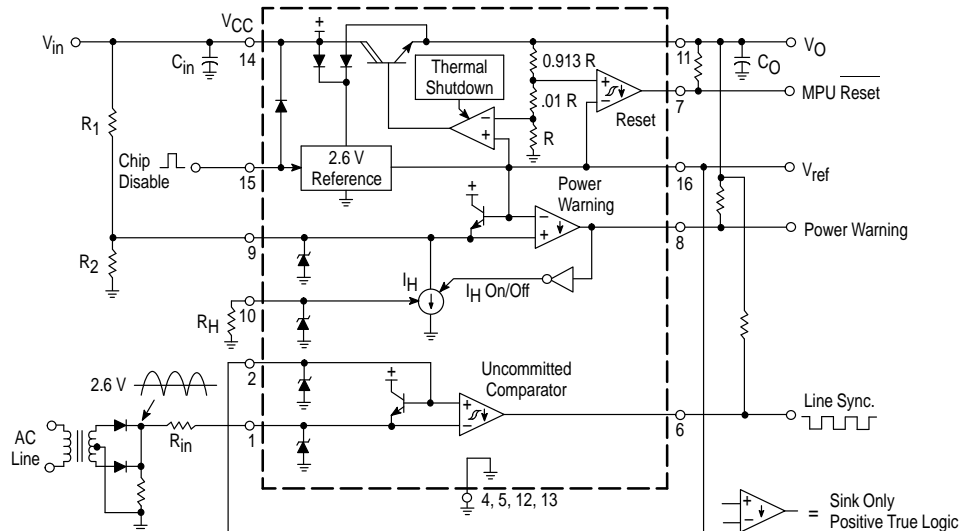 Vin
Cin
VCC
14
+
0.913 R
.01 R
R
Thermal
Shutdown
−
+
Reset
11
CO
VO
7
MPU Reset
R1
Chip
Disable
15
2.6 V
Reference
16
Vref
+
Power
Warning
−
+
8
Power Warning
R2
9
IH
IH On/Off
RH
10
2
+
Uncommitted
Comparator
+
−
2.6 V
AC
Line
Rin
1
6
Line Sync.
4, 5, 12, 13
= Sink Only
Positive True Logic